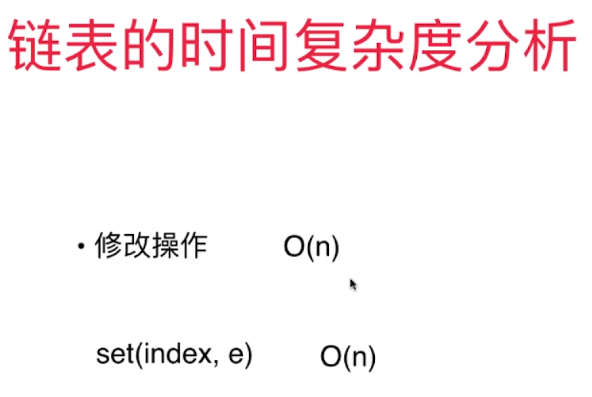 链表的时间复杂度分析
• 修改操作 O(n)
set(index, e) O(n)